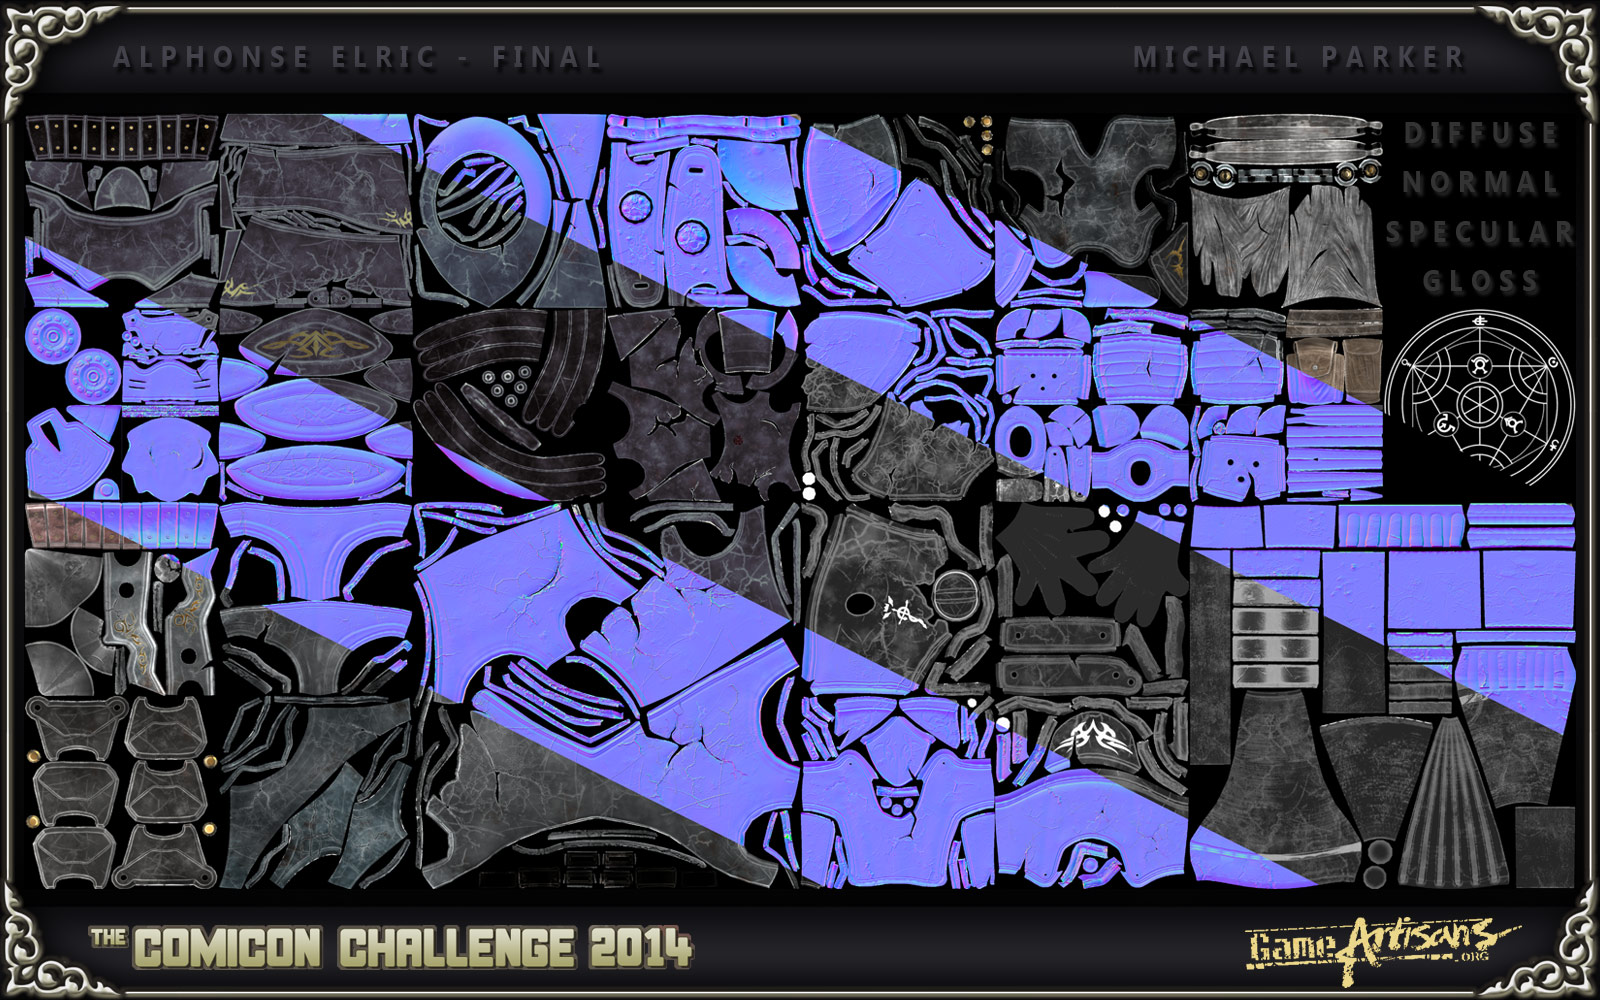 ALPHONSE ELRIC - FINAL
MICHAEL PARKER
DIFFUSE
NORMAL
SPECULAR
GLOSS
THE COMICON CHALLENGE 2014
GameArtisans
.ORG